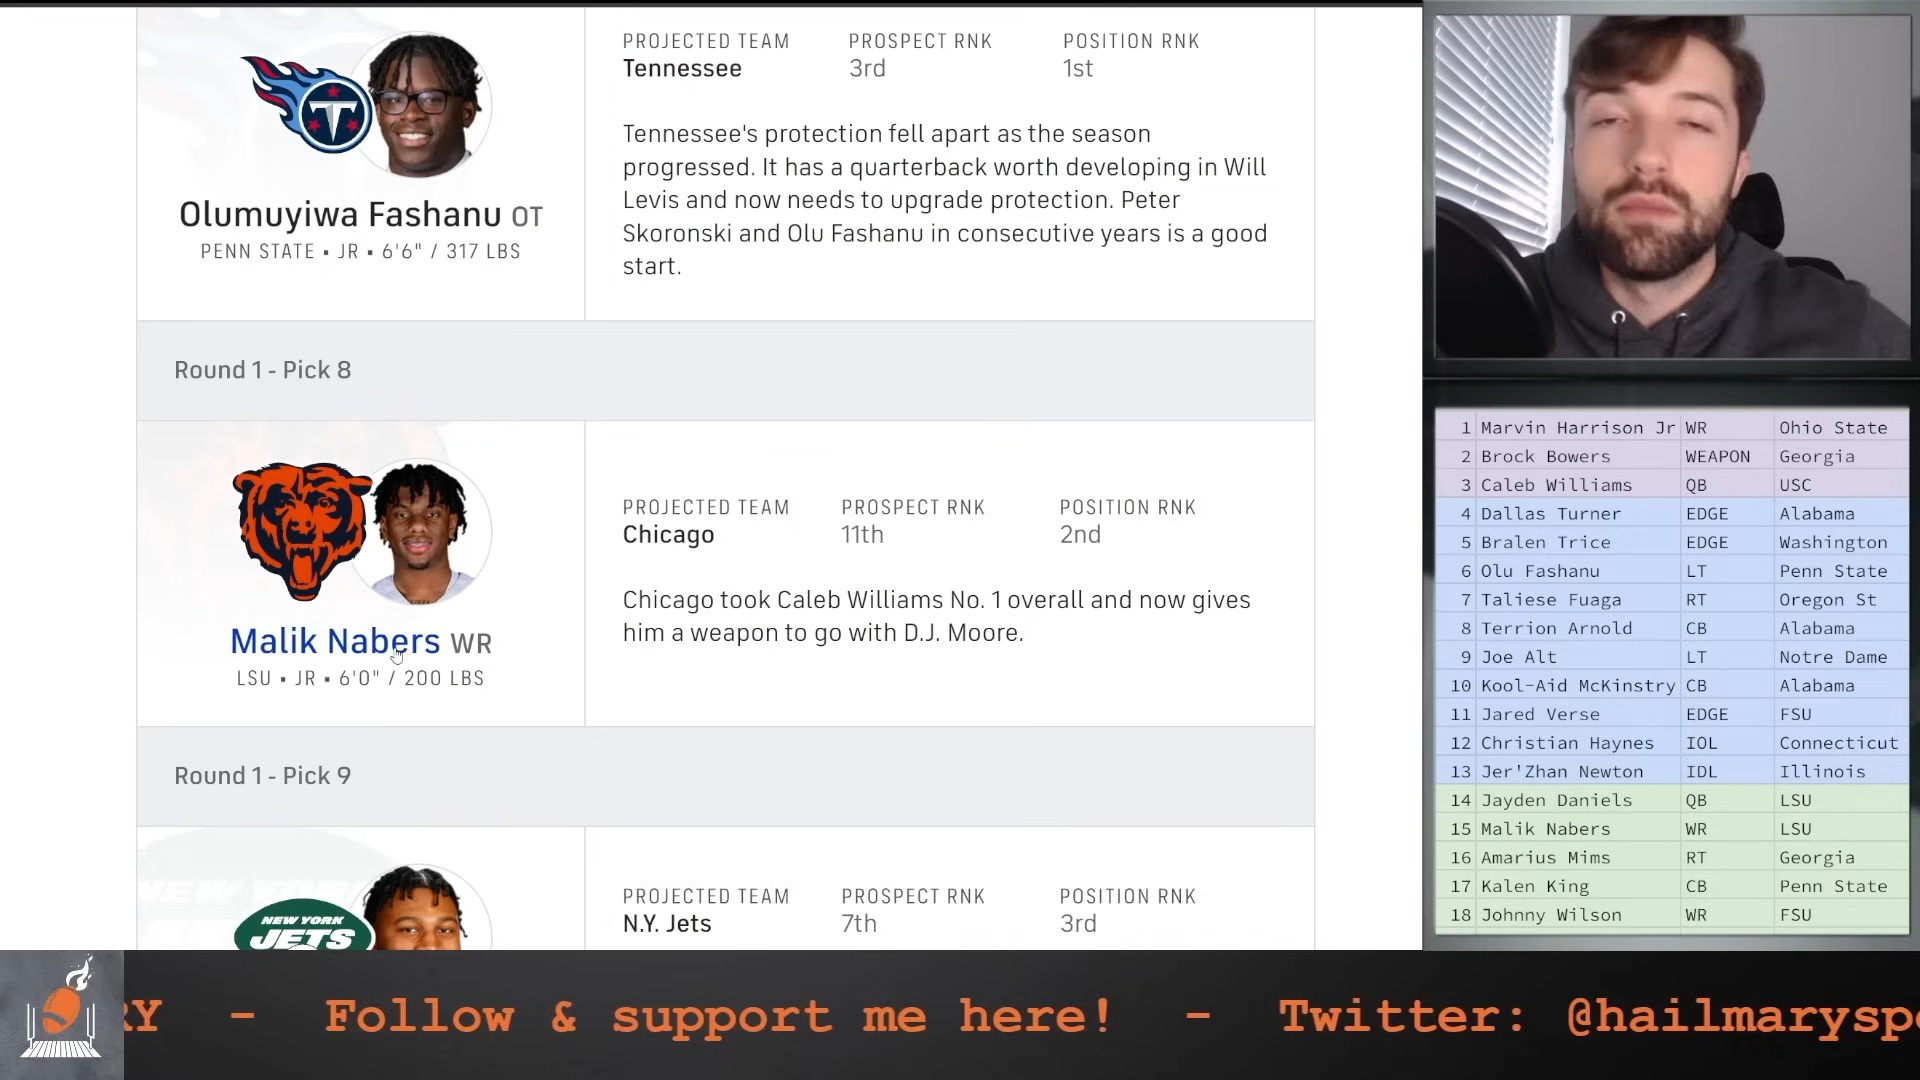 PROJECTED TEAM PROSPECT RNK POSITION RNK
Tennessee 3rd 1st
Tennessee's protection fell apart as the season
progressed. It has a quarterback worth developing in Will
Levis and now needs to upgrade protection. Peter
Skoronski and Olu Fashanu in consecutive years is a good
start.
T
Olumuyiwa Fashanu OT
PENN STATE • JR • 6'6" / 317 LBS
Round 1 - Pick 8
PROJECTED TEAM PROSPECT RNK POSITION RNK
Chicago 11th 2nd
Chicago took Caleb Williams No. 1 overall and now gives
him a weapon to go with D.J. Moore.
Malik Nabers WR
LSU • JR • 6'0" / 200 LBS
Round 1 - Pick 9
NEW YORK
NEW YORK
JETS
PROJECTED TEAM PROSPECT RNK POSITION RNK
N.Y. Jets 7th 3rd
1 Marvin Harrison Jr WR Ohio State
2 Brock Bowers WEAPON Georgia
3 Caleb Williams QB USC
4 Dallas Turner EDGE Alabama
5 Bralen Trice EDGE Washington
6 Olu Fashanu LT Penn State
7 Taliese Fuaga RT Oregon St
8 Terrion Arnold CB Alabama
9 Joe Alt LT Notre Dame
10 Kool-Aid McKinstry CB Alabama
11 Jared Verse EDGE FSU
12 Christian Haynes IOL Connecticut
13 Jer'Zhan Newton IDL Illinois
14 Jayden Daniels QB LSU
15 Malik Nabers WR LSU
16 Amarius Mims RT Georgia
17 Kalen King CB Penn State
18 Johnny Wilson WR FSU
RY - Follow & support me here! - Twitter: @hailmarysp